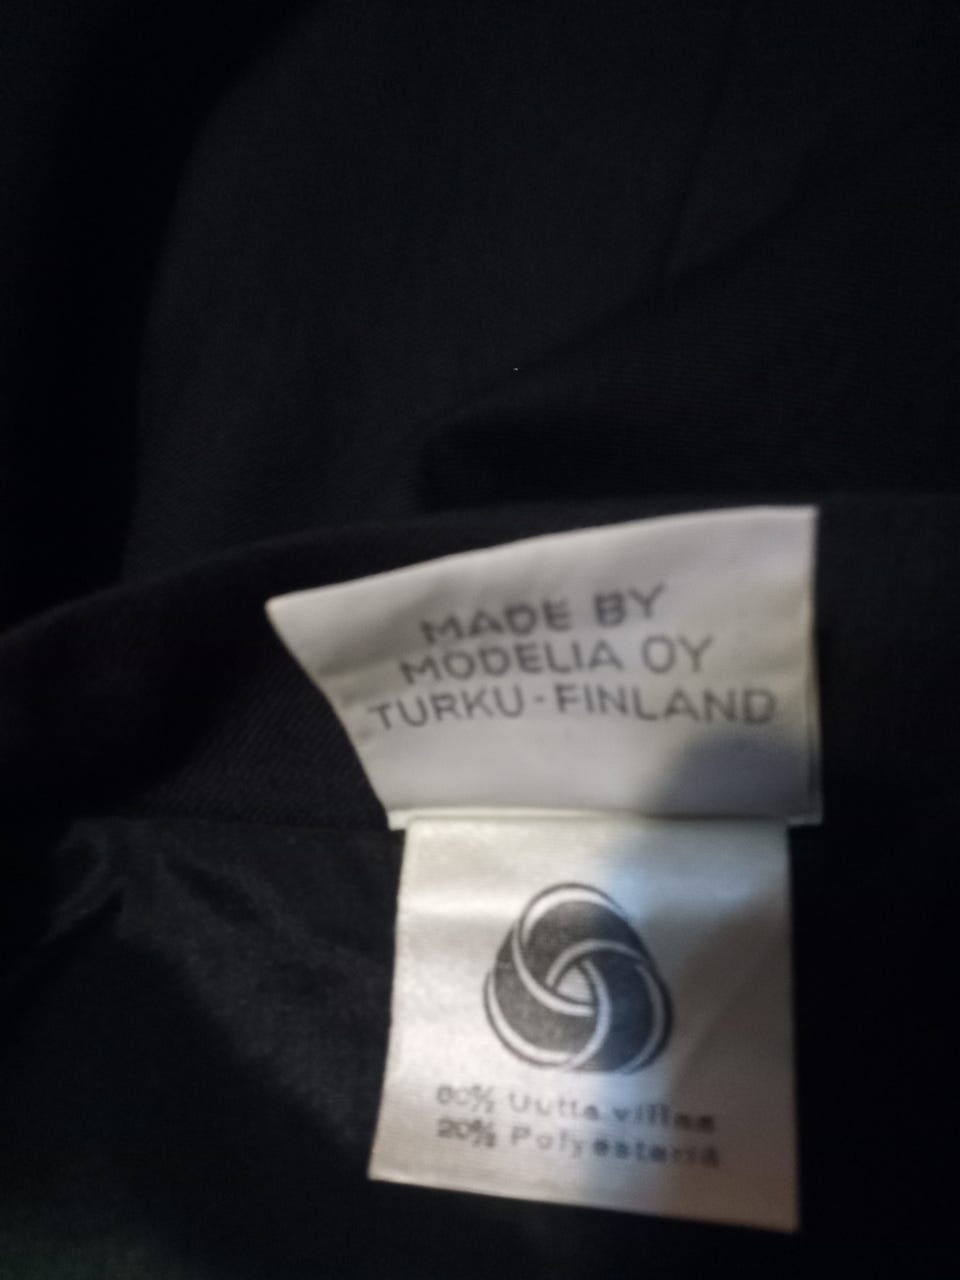 MADE BY
MODELIA OY
TURKU-FINLAND
80% Uutta villaa
20% Polyesteriä